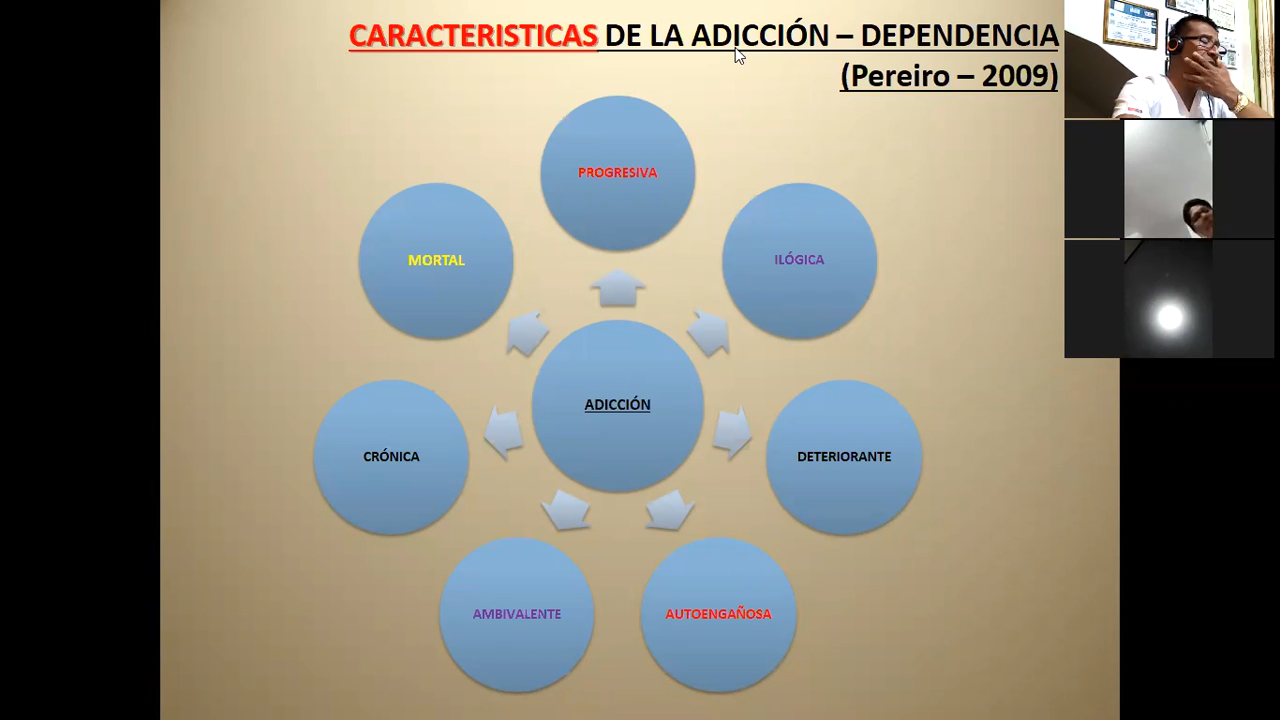 CARACTERISTICAS DE LA ADICCIÓN – DEPENDENCIA
(Pereiro – 2009)
PROGRESIVA
ILÓGICA
DETERIORANTE
AUTOENGAÑOSA
AMBIVALENTE
CRÓNICA
MORTAL
ADICCIÓN